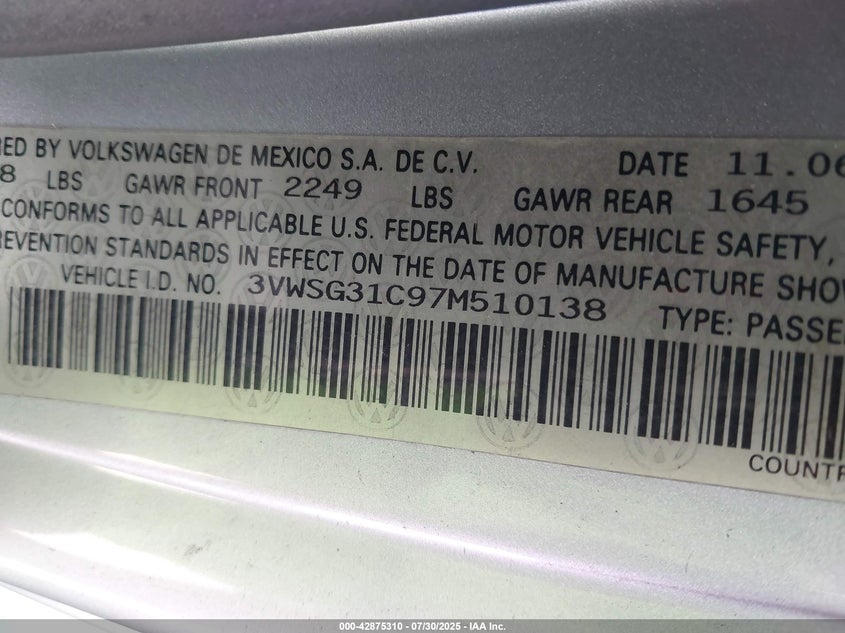 RED BY VOLKSWAGEN DE MEXICO S.A. DE C.V. DATE 11.06
8 LBS GAWR FRONT 2249 LBS GAWR REAR 1645
CONFORMS TO ALL APPLICABLE U.S. FEDERAL MOTOR VEHICLE SAFETY,
REVENTION STANDARDS IN EFFECT ON THE DATE OF MANUFACTURE SHO
VEHICLE I.D. NO. 3VWSG31C97M510138 TYPE: PASSE
COUNTR
000-42875310 | 07/30/2025 - IAA Inc.